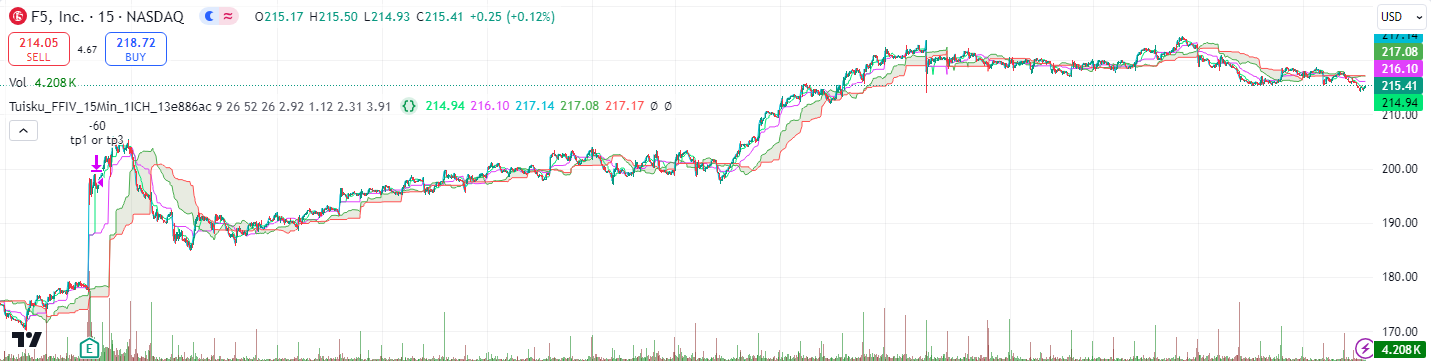 F5, Inc. · 15 · NASDAQ O215.17 H215.50 L214.93 C215.41 +0.25 (+0.12%)
USD
214.05 4.67 218.72
SELL BUY
217.14
217.08
216.10
215.41
214.94
Vol 4.208 K
Tuisku_FFIV_15Min_1ICH_13e886ac 9 26 52 26 2.92 1.12 2.31 3.91 {} 214.94 216.10 217.14 217.08 217.17 Ø Ø
-60
tp1 or tp3
210.00
200.00
190.00
180.00
170.00
E
4.208 K